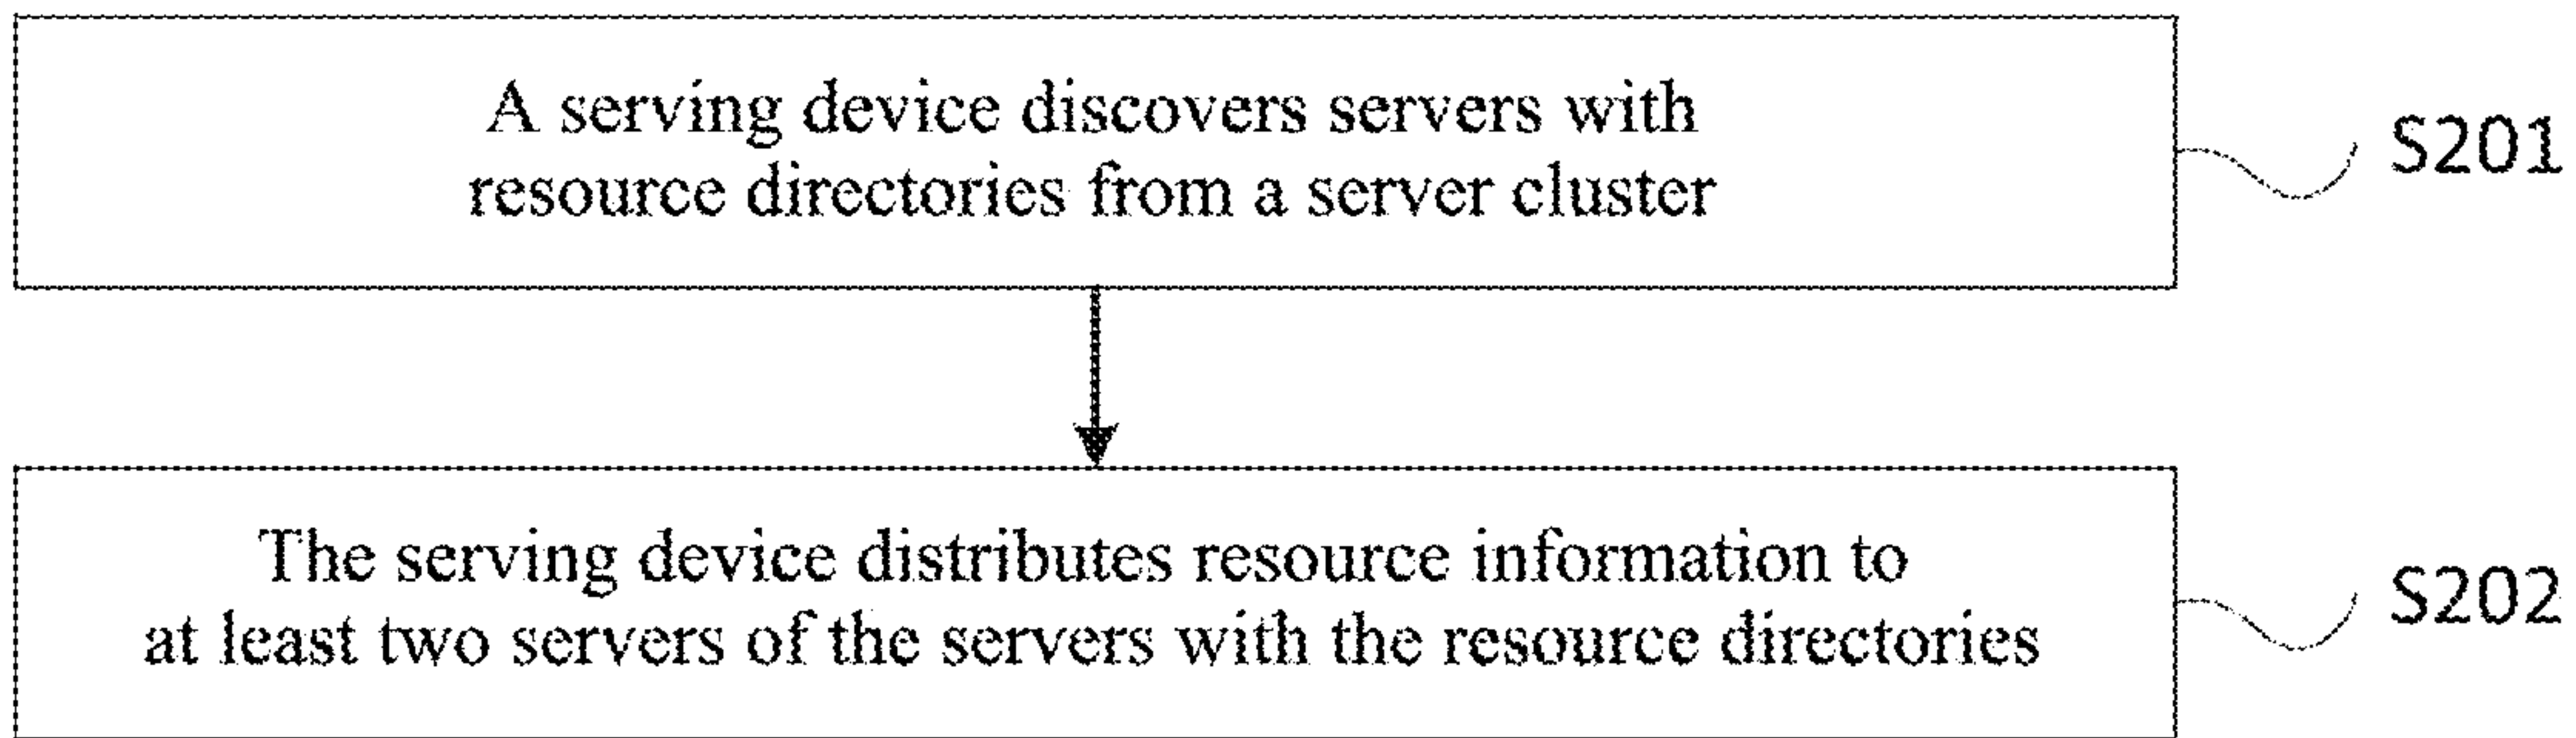 A serving device discovers servers with
resource directories from a server cluster
S201
The serving device distributes resource information to
at least two servers of the servers with the resource directories
S202